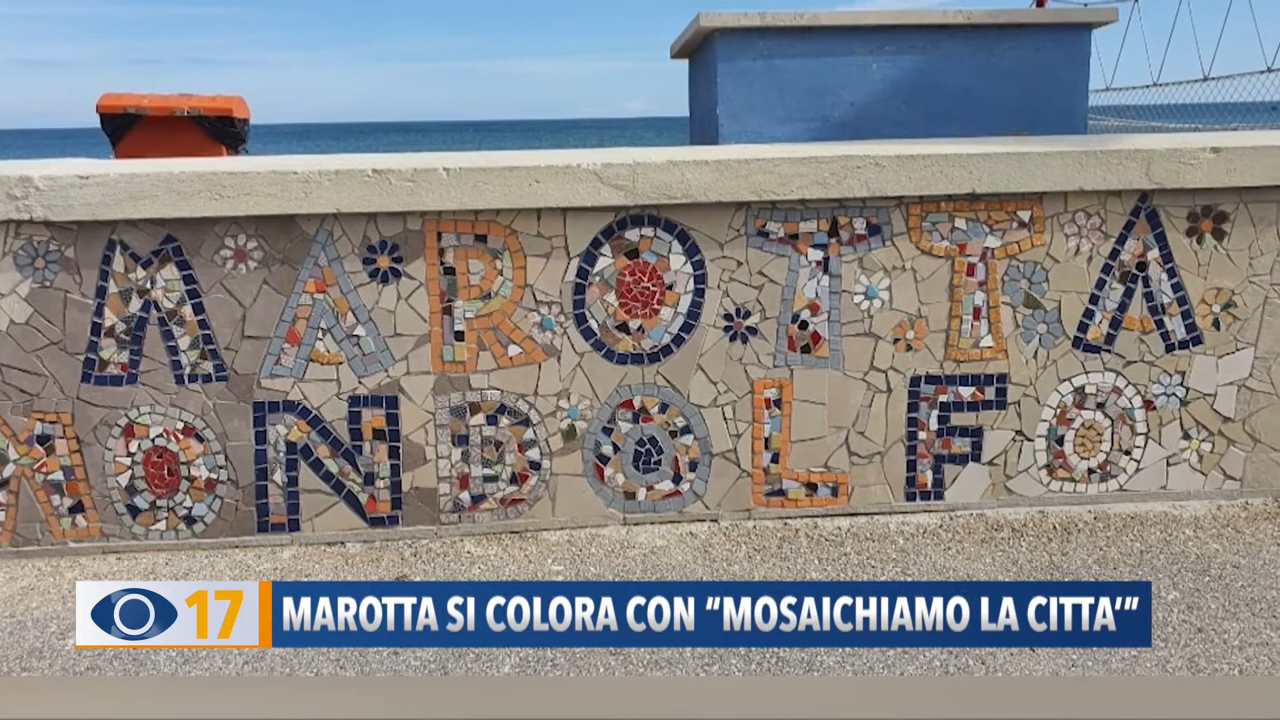 MAROTTA
MONDOLFO
17 MAROTTA SI COLORA CON “MOSAICHIAMO LA CITTA‘”